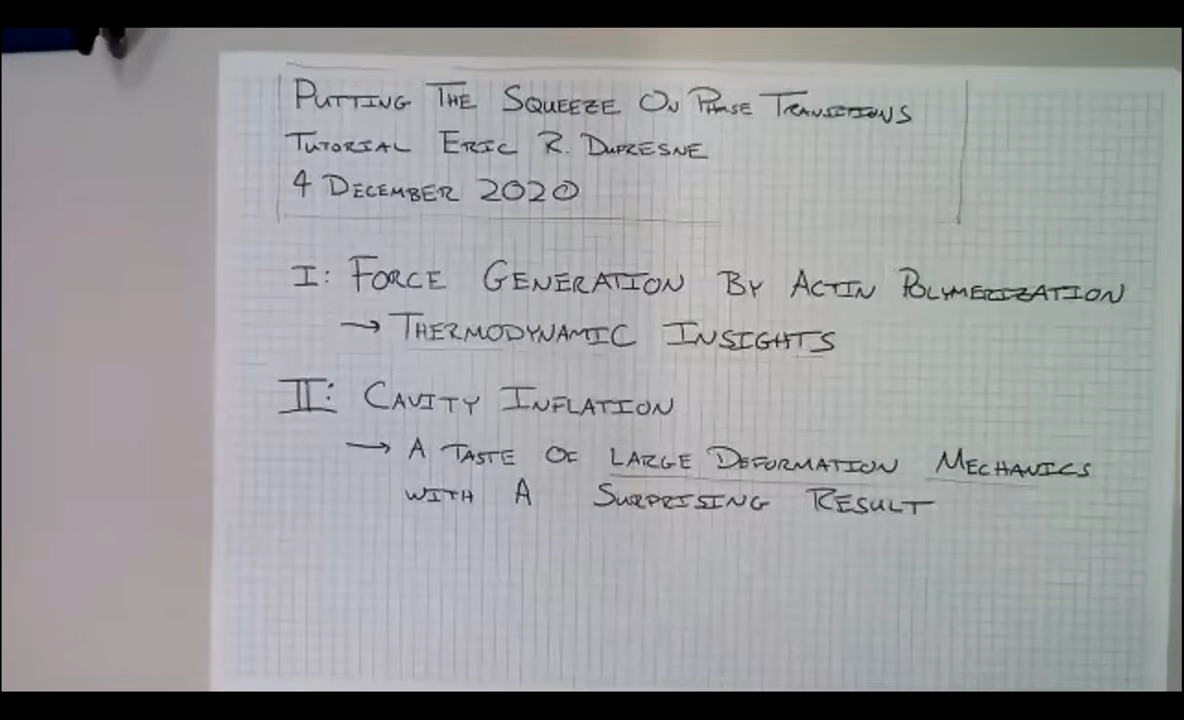 PUTTING THE SQUEEZE ON PHASE TRANSITIONS
TUTORIAL ERIC R. DUFRESNE
4 DECEMBER 2020
I: FORCE GENERATION BY ACTIN POLYMERIZATION
→ THERMODYNAMIC INSIGHTS
II: CAVITY INFLATION
→ A TASTE OF LARGE DEFORMATION MECHANICS
WITH A SURPRISING RESULT